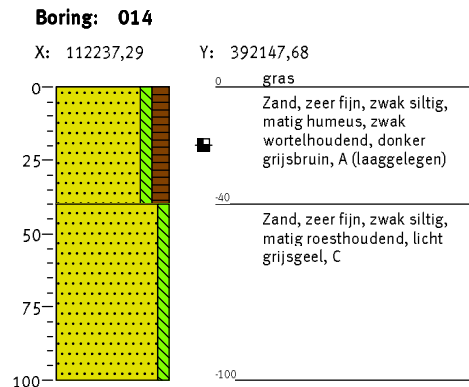 Boring: 014
X: 112237,29 Y: 392147,68
0
25
50
75
100
0
gras
Zand, zeer fijn, zwak siltig,
matig humeus, zwak
wortelhoudend, donker
grijsbruin, A (laaggelegen)
-40
Zand, zeer fijn, zwak siltig,
matig roesthoudend, licht
grijsgeel, C
-100